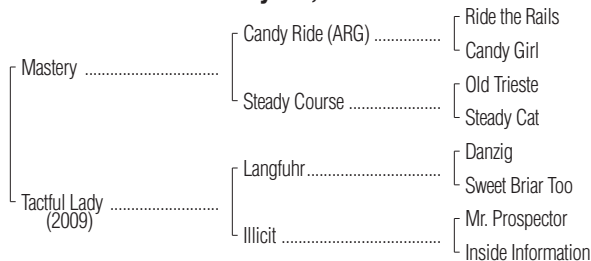 Ride the Rails
Candy Ride (ARG) ................
Candy Girl
Mastery ................................
Old Trieste
Steady Course ......................
Steady Cat
Danzig
Langfuhr................................
Sweet Briar Too
Tactful Lady ..........................
(2009)
Mr. Prospector
Illicit ......................................
Inside Information